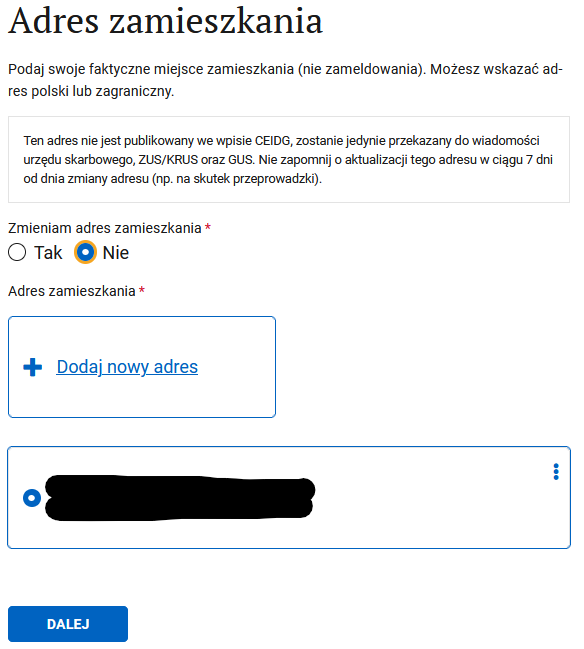 Adres zamieszkania
Podaj swoje faktyczne miejsce zamieszkania (nie zameldowania). Możesz wskazać ad-
res polski lub zagraniczny.
Ten adres nie jest publikowany we wpisie CEIDG, zostanie jedynie przekazany do wiadomości
urzędu skarbowego, ZUS/KRUS oraz GUS. Nie zapomnij o aktualizacji tego adresu w ciągu 7 dni
od dnia zmiany adresu (np. na skutek przeprowadzki).
Zmieniam adres zamieszkania *
Tak Nie
Adres zamieszkania *
Dodaj nowy adres
DALEJ